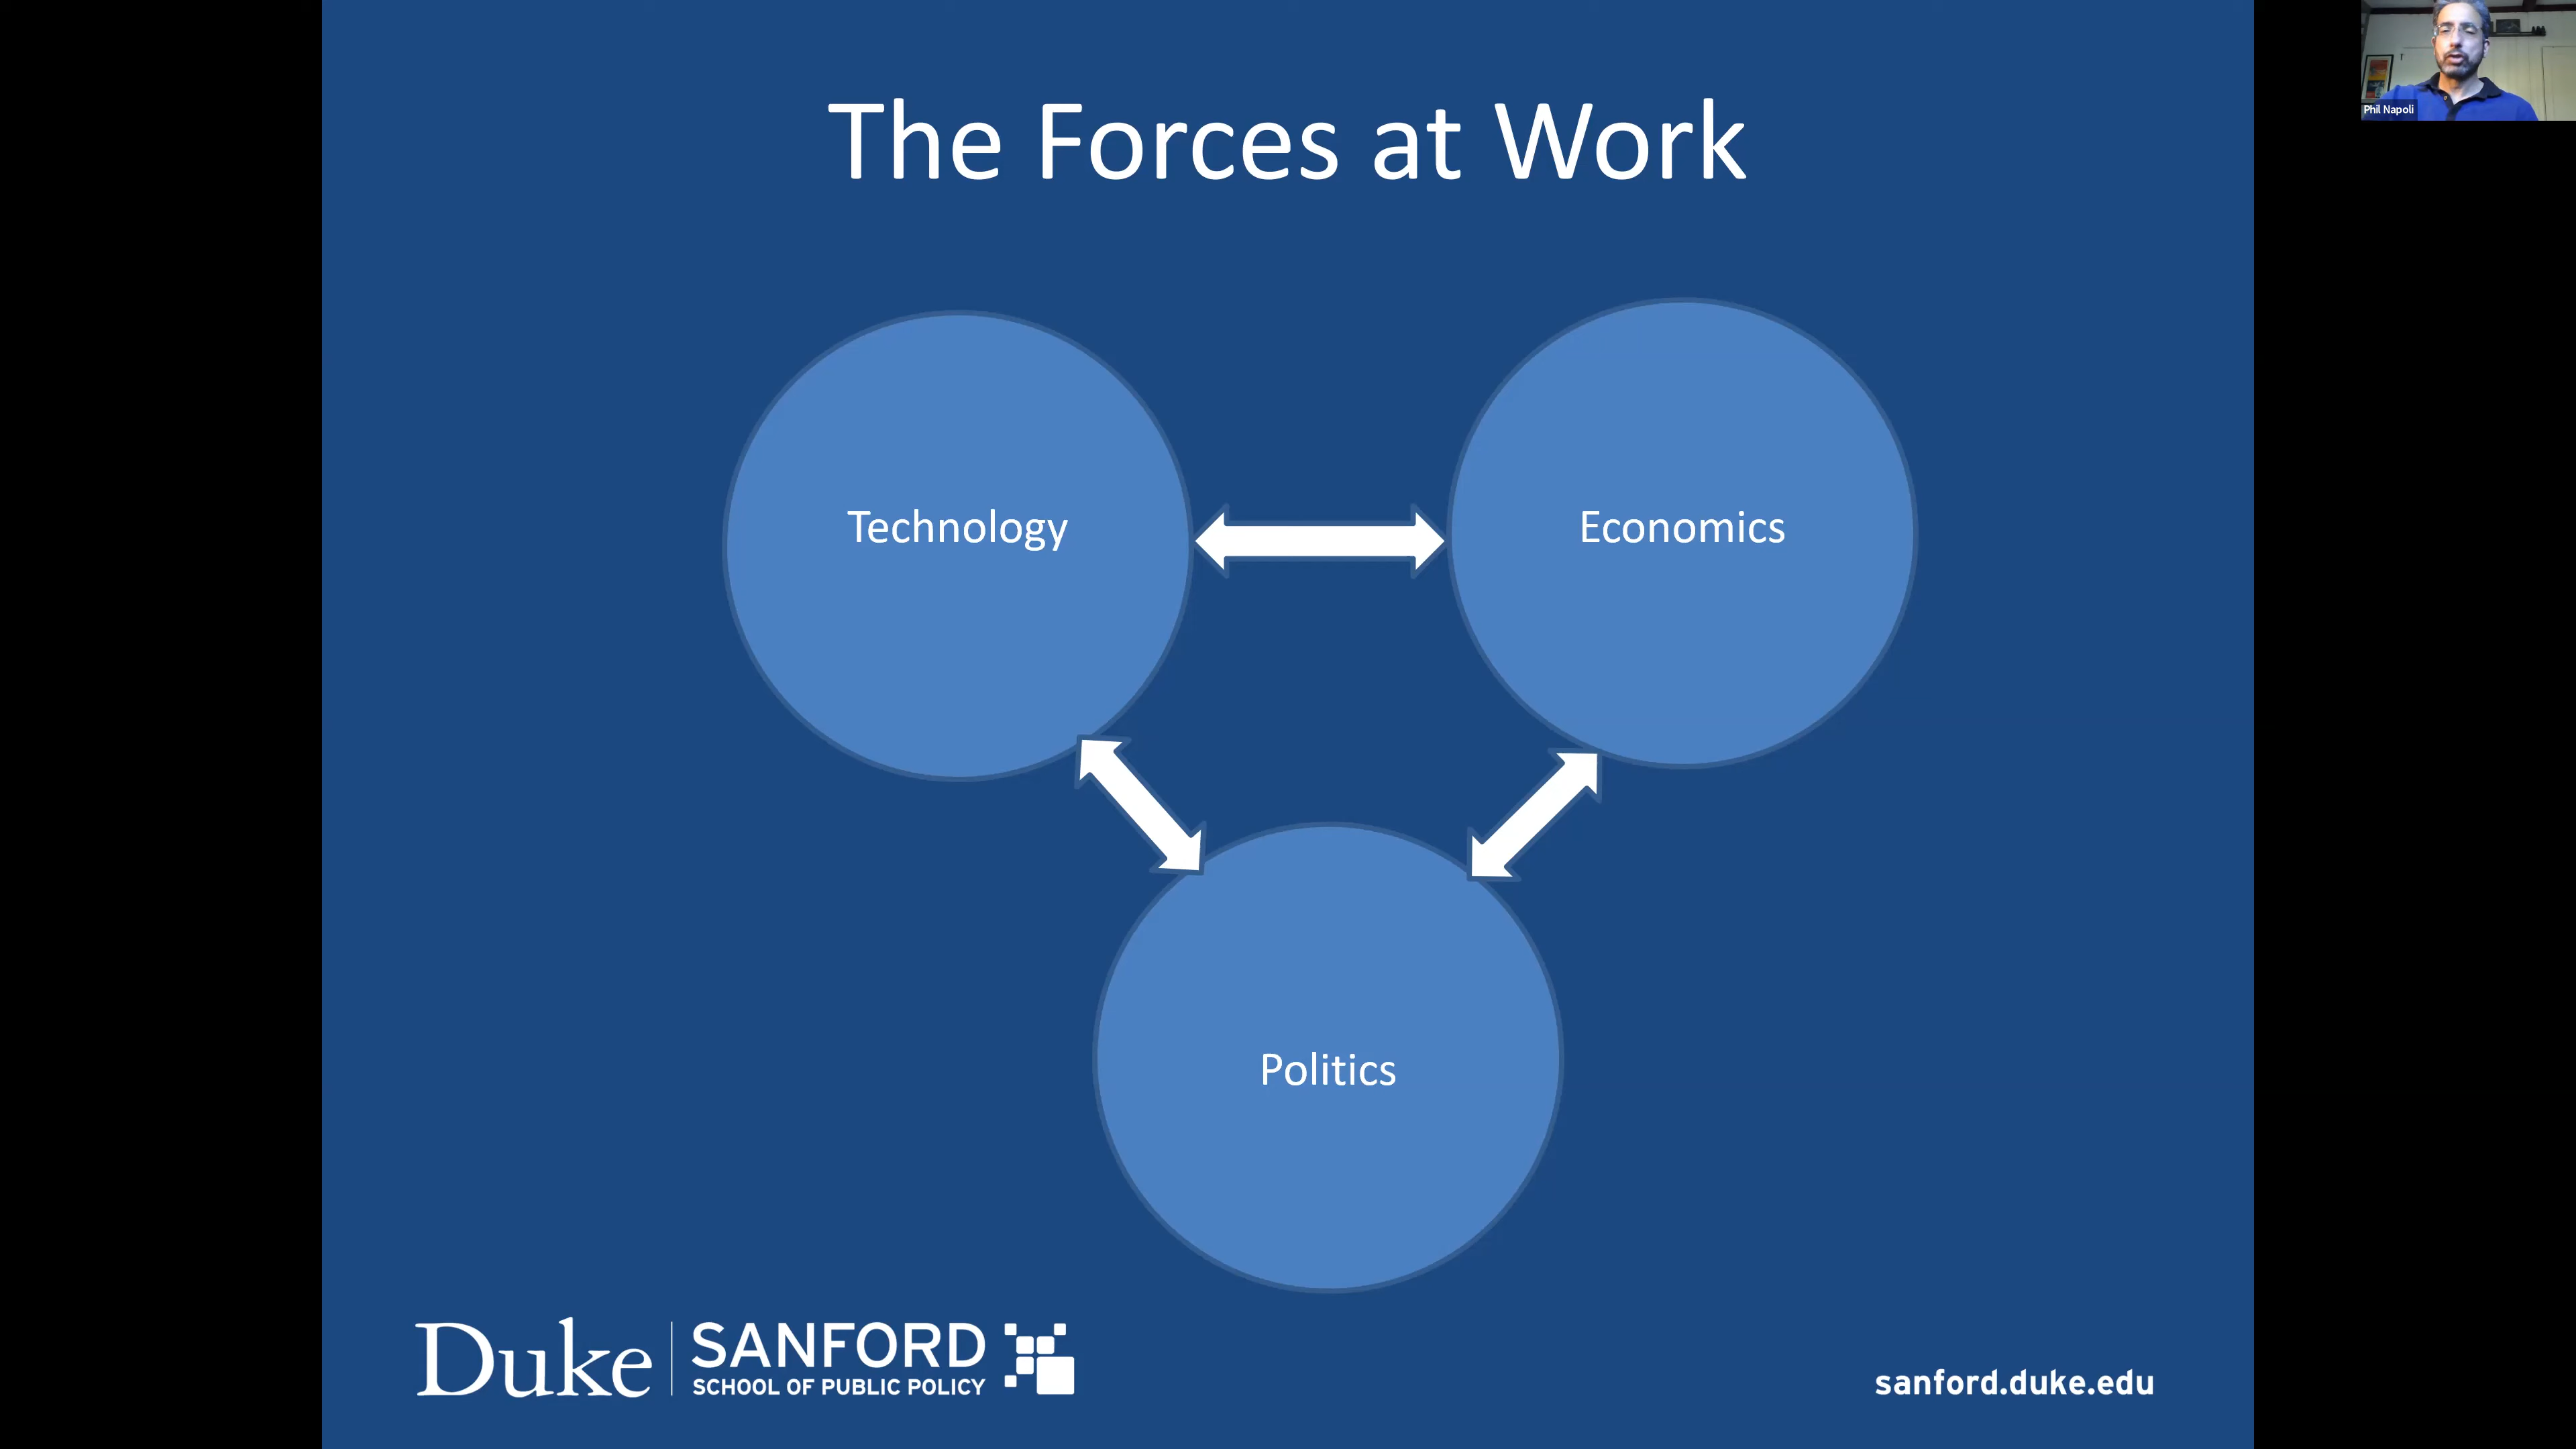 Phil Napoli
The Forces at Work
Technology
Economics
Politics
Duke
SANFORD
SCHOOL OF PUBLIC POLICY
sanford.duke.edu